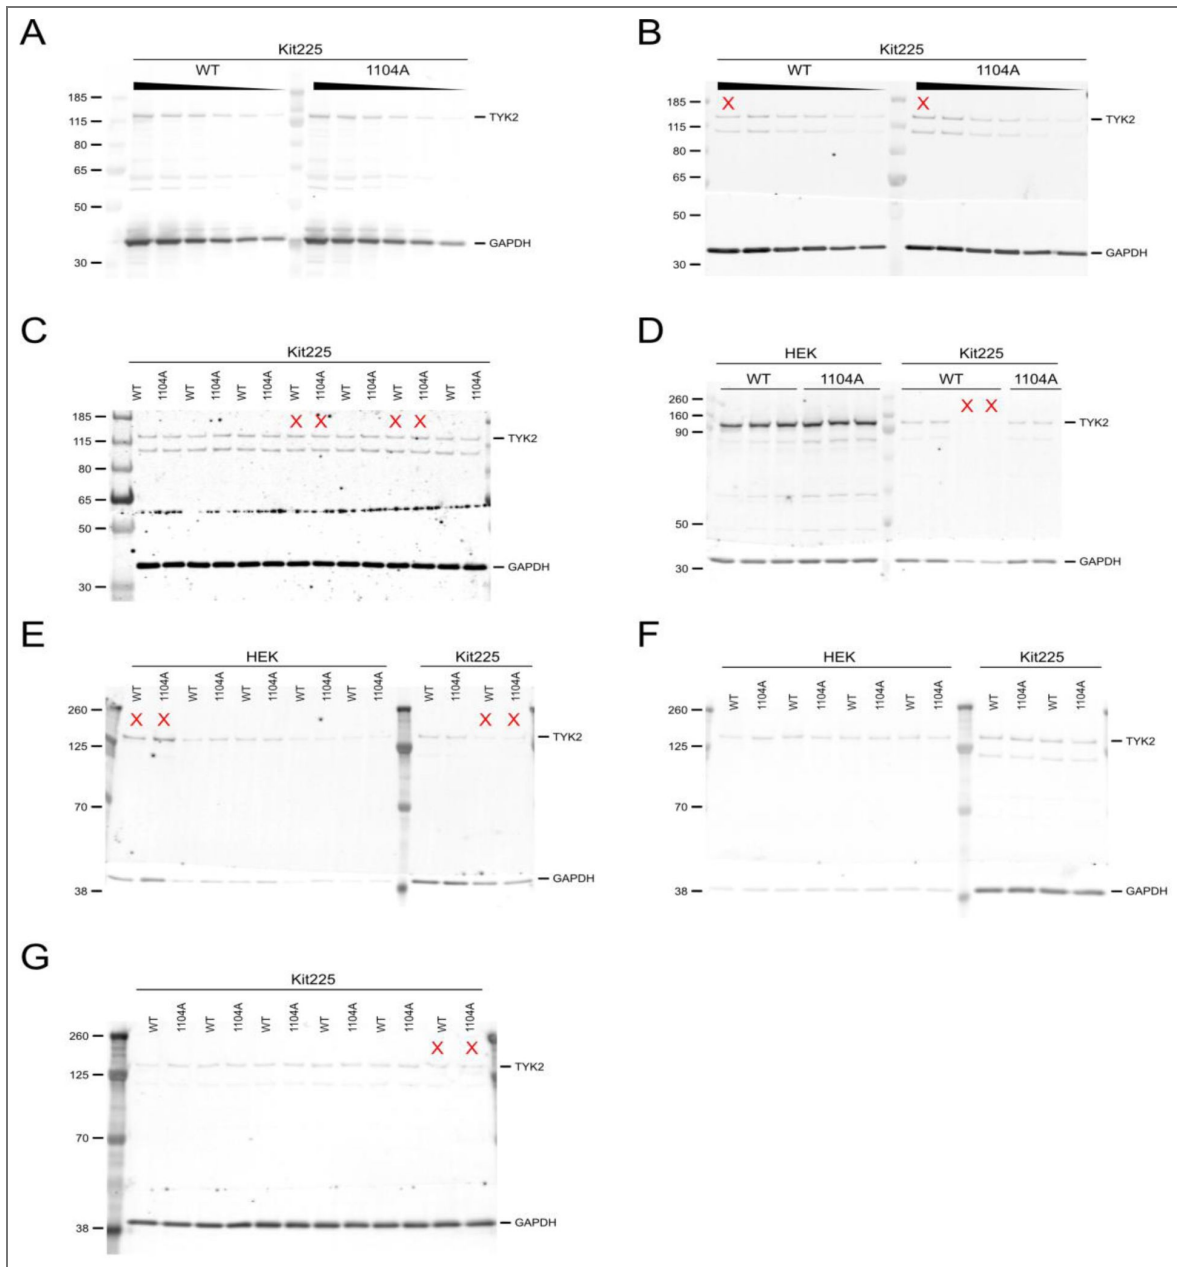 A
Kit225
WT 1104A
185
115
80
65
50
30
TYK2
GAPDH
B
Kit225
WT 1104A
X X
185
115
80
65
50
30
TYK2
GAPDH
C
Kit225
WT 1104A WT 1104A WT 1104A WT 1104A WT 1104A WT 1104A WT 1104A
X X X X
185
115
80
65
50
30
TYK2
GAPDH
D
HEK Kit225
WT 1104A WT 1104A
X X
260
160
90
50
30
TYK2
GAPDH
E
HEK Kit225
WT 1104A WT 1104A WT 1104A WT 1104A WT 1104A WT 1104A WT 1104A
X X X X
260
125
70
38
TYK2
GAPDH
F
HEK Kit225
WT 1104A WT 1104A WT 1104A WT 1104A WT 1104A WT 1104A
260
125
70
38
TYK2
GAPDH
G
Kit225
WT 1104A WT 1104A WT 1104A WT 1104A WT 1104A WT 1104A
X X
260
125
70
38
TYK2
GAPDH